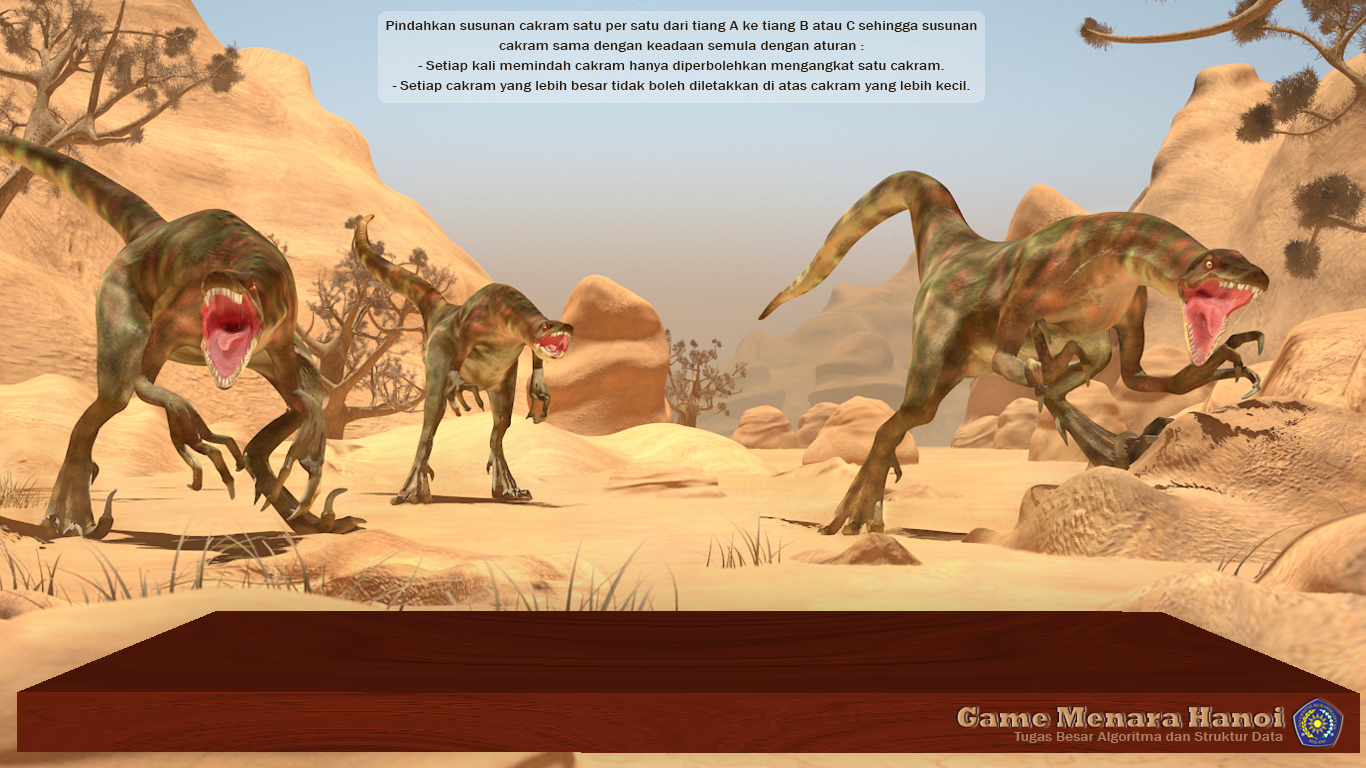 Pindahkan susunan cakram satu per satu dari tiang A ke tiang B atau C sehingga susunan
cakram sama dengan keadaan semula dengan aturan :
- Setiap kali memindah cakram hanya diperbolehkan mengangkat satu cakram.
- Setiap cakram yang lebih besar tidak boleh diletakkan di atas cakram yang lebih kecil.
Game Menara Hanoi
Tugas Besar Algoritma dan Struktur Data